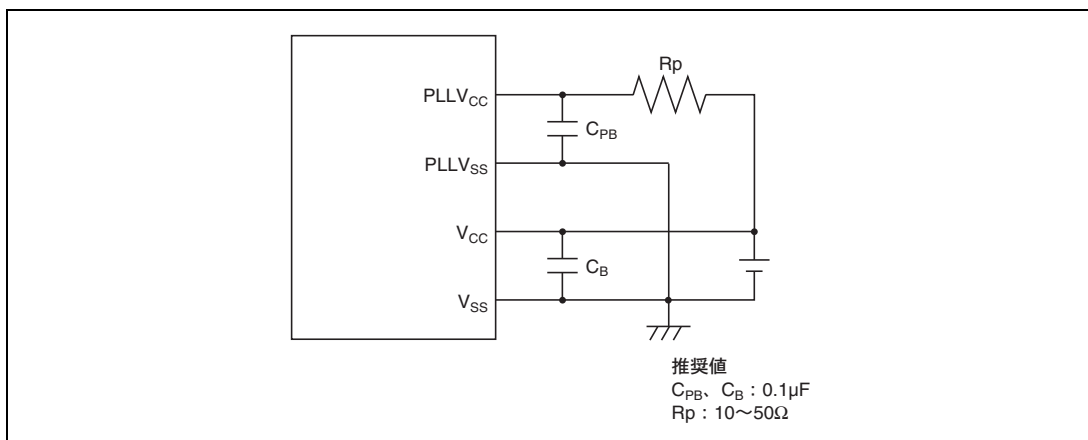 Rp
PLLVCC
CPB
PLLVSS
VCC
CB
VSS
推奨値
CPB、CB：0.1μF
Rp：10～50Ω